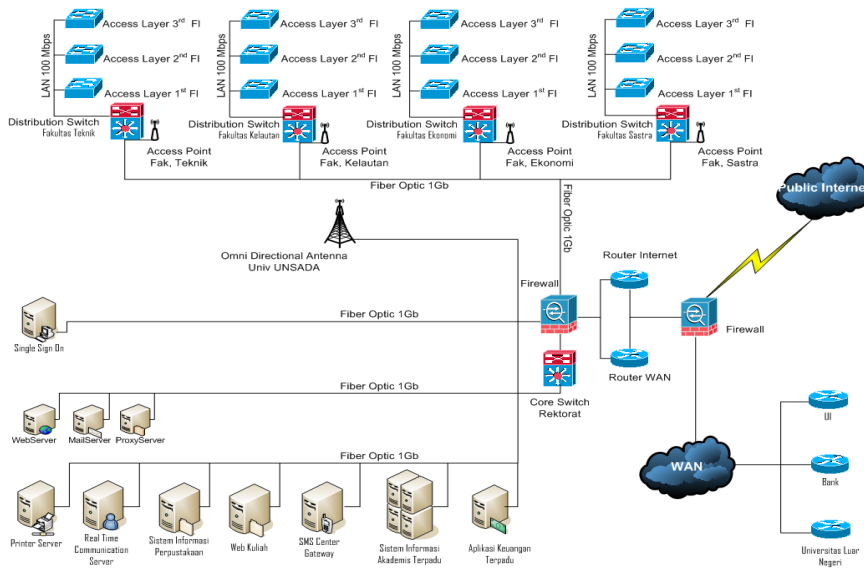 Access Layer 3rd Fl
Access Layer 3rd Fl
Access Layer 3rd Fl
Access Layer 3rd Fl
LAN 100 Mbps
LAN 100 Mbps
LAN 100 Mbps
LAN 100 Mbps
Access Layer 2nd Fl
Access Layer 2nd Fl
Access Layer 2nd Fl
Access Layer 2nd Fl
Access Layer 1st Fl
Access Layer 1st Fl
Access Layer 1st Fl
Access Layer 1st Fl
Distribution Switch
Fakultas Teknik
Distribution Switch
Fakultas Kelautan
Distribution Switch
Fakultas Ekonomi
Distribution Switch
Fakultas Sastra
Access Point
Fak, Teknik
Access Point
Fak, Kelautan
Access Point
Fak, Ekonomi
Access Point
Fak, Sastra
Fiber Optic 1Gb
Fiber Optic 1Gb
Public Internet
Omni Directional Antenna
Univ UNSADA
Router Internet
Firewall
Fiber Optic 1Gb
Single Sign On
Firewall
Router WAN
Fiber Optic 1Gb
Core Switch
Rektorat
WebServer
MailServer
ProxyServer
UI
Fiber Optic 1Gb
WAN
Bank
Printer Server
Real Time
Communication
Server
Sistem Informasi
Perpustakaan
Web Kuliah
SMS Center
Gateway
Sistem Informasi
Akademis Terpadu
Aplikasi Keuangan
Terpadu
Universitas Luar
Negeri